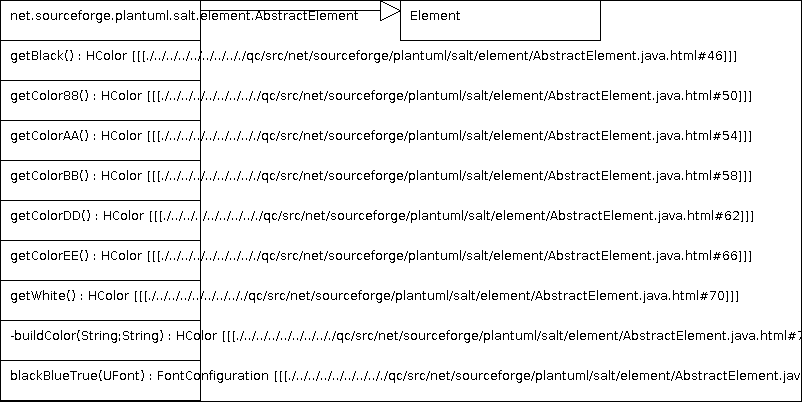 net.sourceforge.plantuml.salt.element.AbstractElement
Element
getBlack() : HColor [[[./../../../../../../../../qc/src/net/sourceforge/plantuml/salt/element/AbstractElement.java.html#46]]]
getColor88() : HColor [[[./../../../../../../../../qc/src/net/sourceforge/plantuml/salt/element/AbstractElement.java.html#50]]]
getColorAA() : HColor [[[./../../../../../../../../qc/src/net/sourceforge/plantuml/salt/element/AbstractElement.java.html#54]]]
getColorBB() : HColor [[[./../../../../../../../../qc/src/net/sourceforge/plantuml/salt/element/AbstractElement.java.html#58]]]
getColorDD() : HColor [[[./../../../../../../../../qc/src/net/sourceforge/plantuml/salt/element/AbstractElement.java.html#62]]]
getColorEE() : HColor [[[./../../../../../../../../qc/src/net/sourceforge/plantuml/salt/element/AbstractElement.java.html#66]]]
getWhite() : HColor [[[./../../../../../../../../qc/src/net/sourceforge/plantuml/salt/element/AbstractElement.java.html#70]]]
-buildColor(String;String) : HColor [[[./../../../../../../../../qc/src/net/sourceforge/plantuml/salt/element/AbstractElement.java.html#7
blackBlueTrue(UFont) : FontConfiguration [[[./../../../../../../../../qc/src/net/sourceforge/plantuml/salt/element/AbstractElement.jav